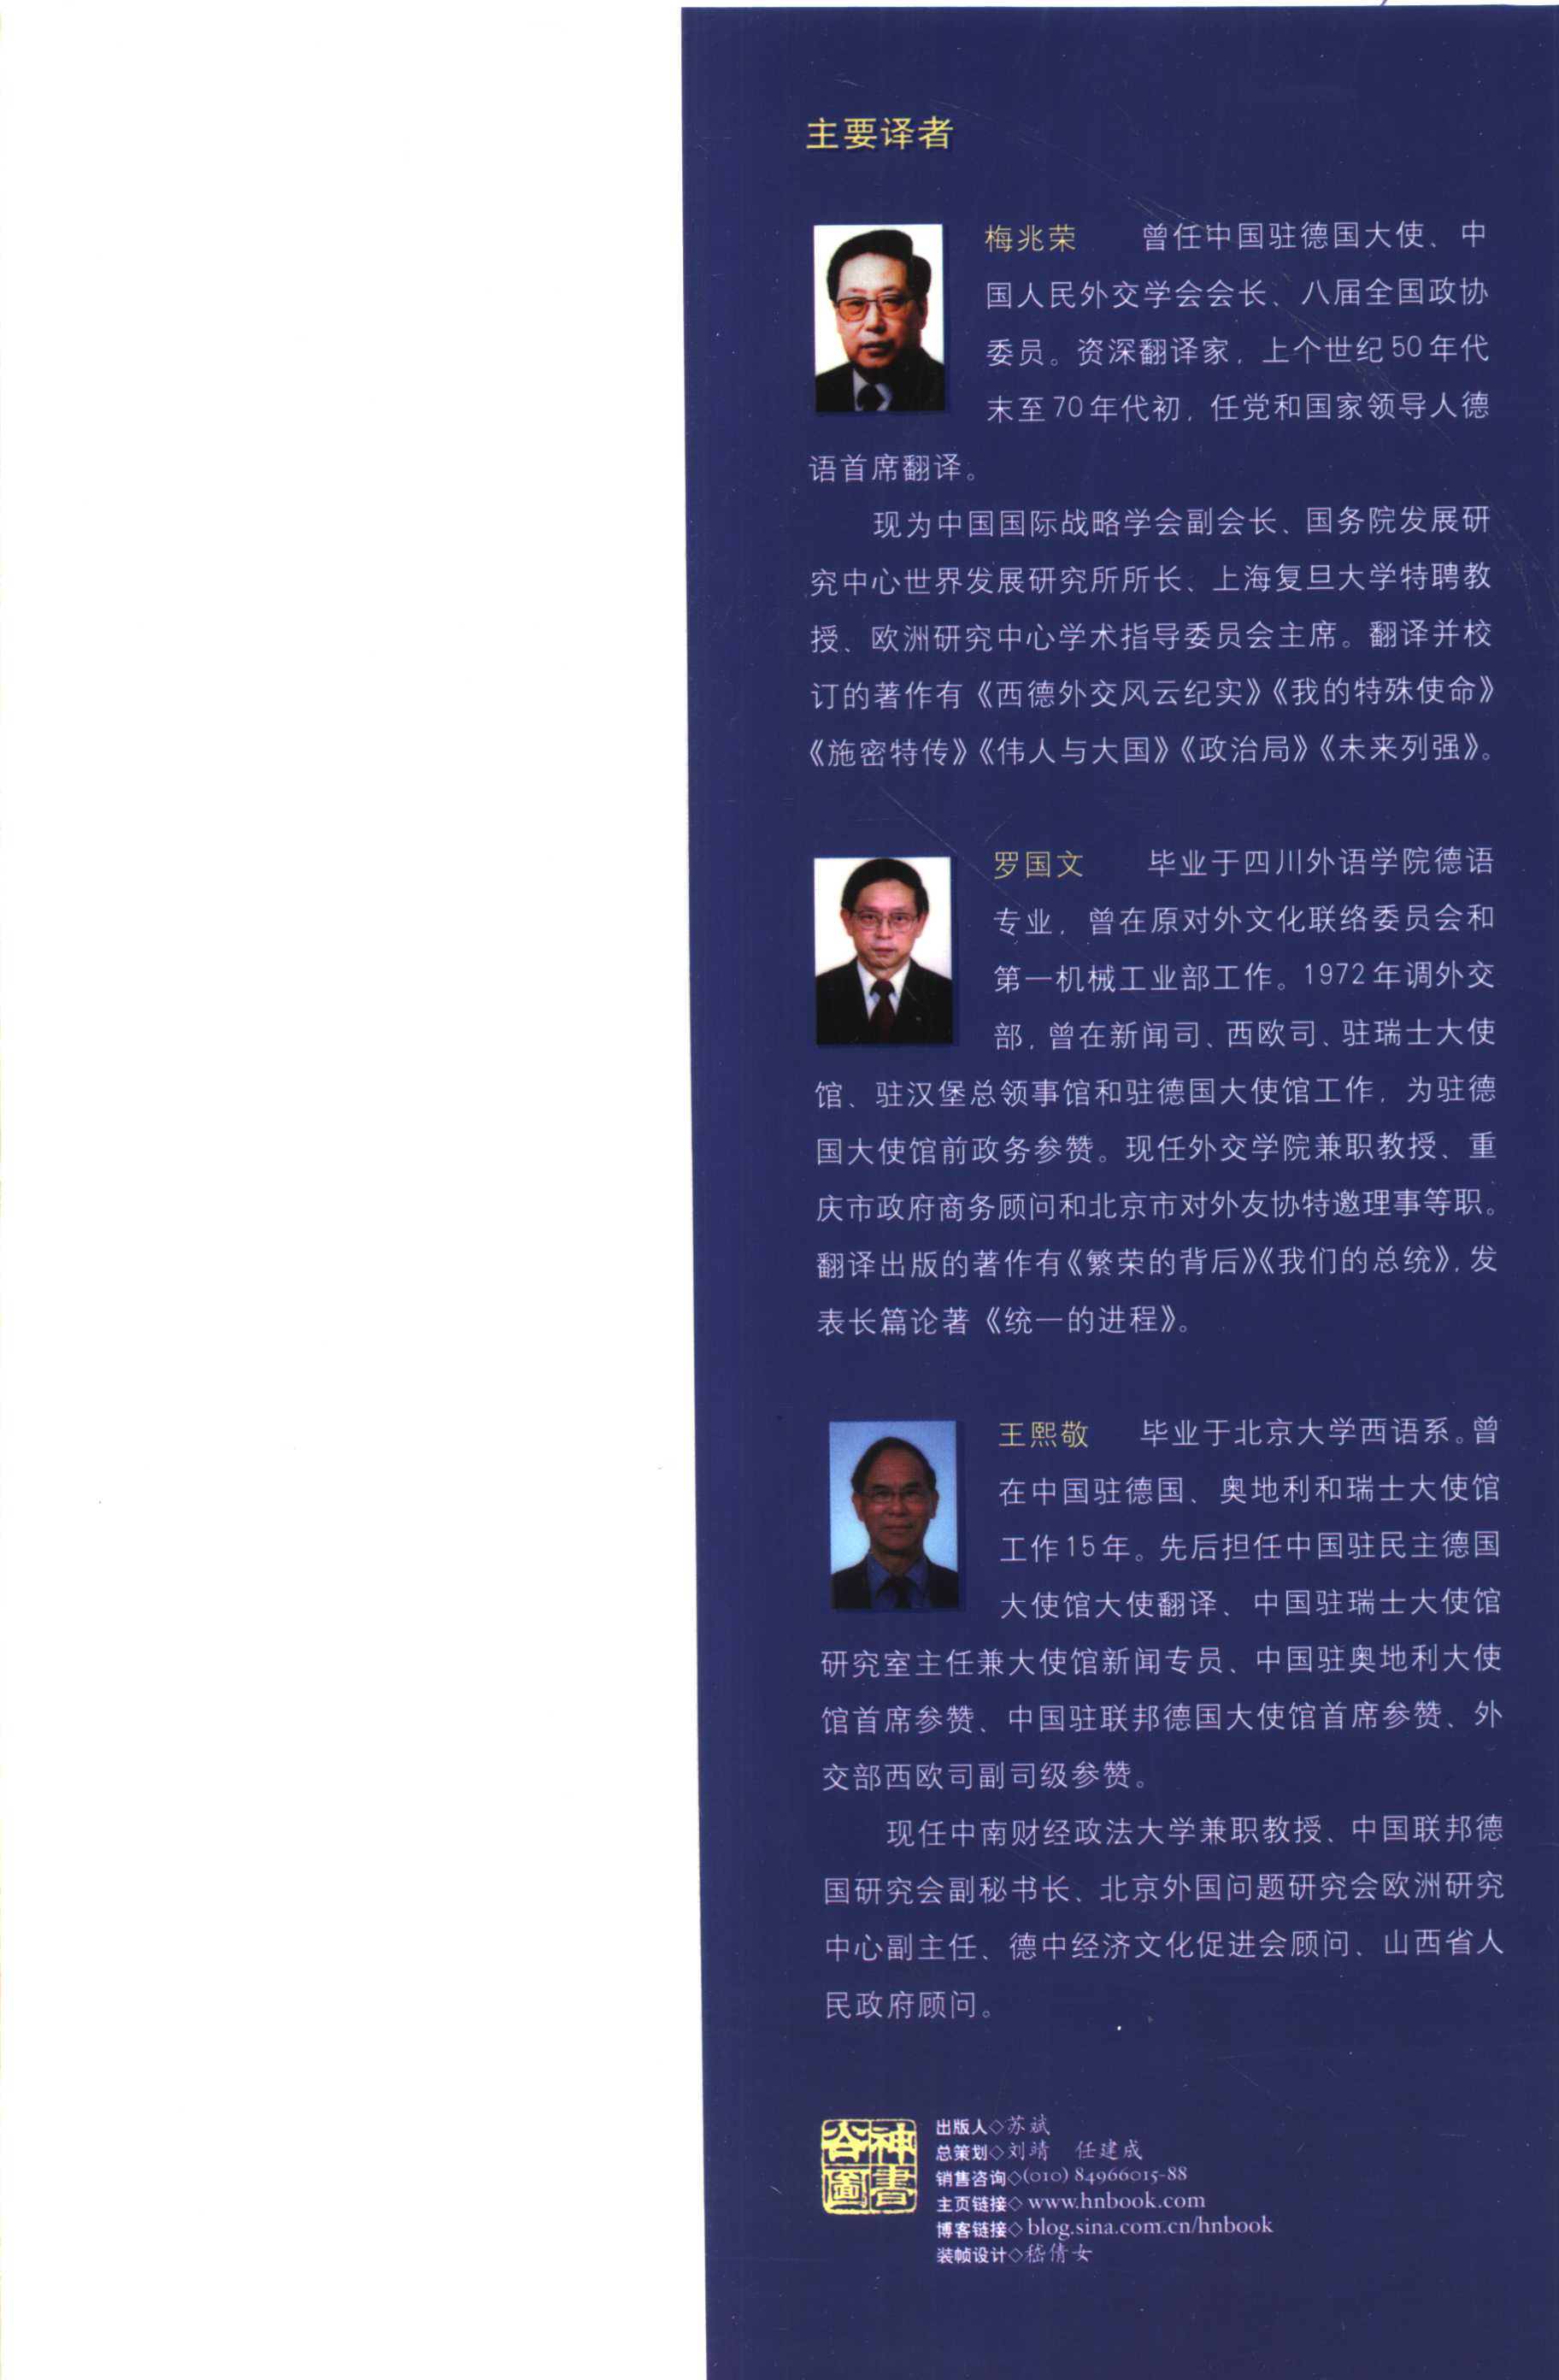 主要译者
梅兆荣 曾任中国驻德国大使、中
国人民外交学会会长、八届全国政协
委员。资深翻译家，上个世纪50年代
末至70年代初，任党和国家领导人德
语首席翻译。
现为中国国际战略学会副会长、国务院发展研
究中心世界发展研究所所长、上海复旦大学特聘教
授、欧洲研究中心学术指导委员会主席。翻译并校
订的著作有《西德外交风云纪实》《我的特殊使命》
《施密特传》《伟人与大国》《政治局》《未来列强》。
罗国文 毕业于四川外语学院德语
专业，曾在原对外文化联络委员会和
第一机械工业部工作。1972年调外交
部，曾在新闻司、西欧司、驻瑞士大使
馆、驻汉堡总领事馆和驻德国大使馆工作，为驻德
国大使馆前政务参赞。现任外交学院兼职教授、重
庆市政府商务顾问和北京市对外友协特邀理事等职。
翻译出版的著作有《繁荣的背后》《我们的总统》，发
表长篇论著《统一的进程》。
王熙敬 毕业于北京大学西语系。曾
在中国驻德国、奥地利和瑞士大使馆
工作15年。先后担任中国驻民主德国
大使馆大使翻译、中国驻瑞士大使馆
研究室主任兼大使馆新闻专员、中国驻奥地利大使
馆首席参赞、中国驻联邦德国大使馆首席参赞、外
交部西欧司副司级参赞。
现任中南财经政法大学兼职教授、中国联邦德
国研究会副秘书长、北京外国问题研究会欧洲研究
中心副主任、德中经济文化促进会顾问、山西省人
民政府顾问。
神谷
書圖
出版人◇苏斌
总策划◇刘靖 任建成
销售咨询◇(010) 84966015-88
主页链接◇ www.hnbook.com
博客链接◇ blog.sina.com.cn/hnbook
装帧设计◇嵇倩女